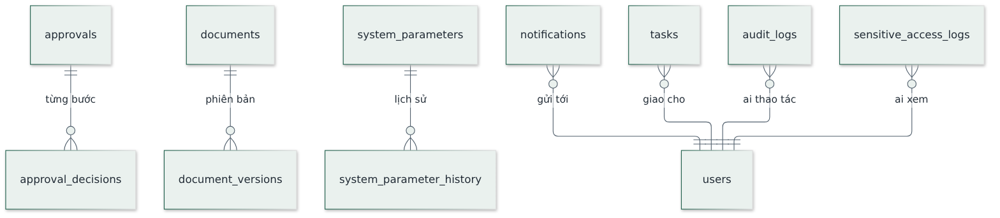 approvals
documents
system_parameters
notifications
tasks
audit_logs
sensitive_access_logs
từng bước
phiên bản
lịch sử
gửi tới
giao cho
ai thao tác
ai xem
approval_decisions
document_versions
system_parameter_history
users